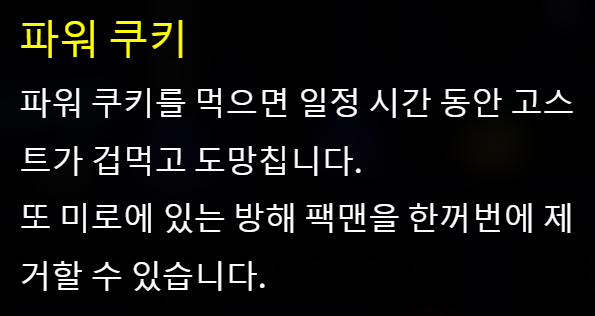 파워 쿠키
파워 쿠키를 먹으면 일정 시간 동안 고스
트가 겁먹고 도망칩니다.
또 미로에 있는 방해 팩맨을 한꺼번에 제
거할 수 있습니다.